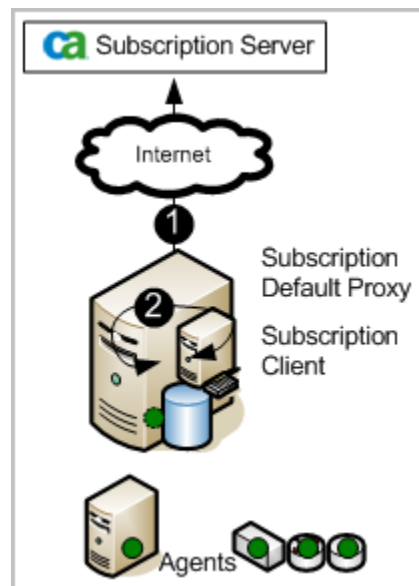 ca Subscription Server
Internet
1
Subscription
Default Proxy
2
Subscription
Client
Agents